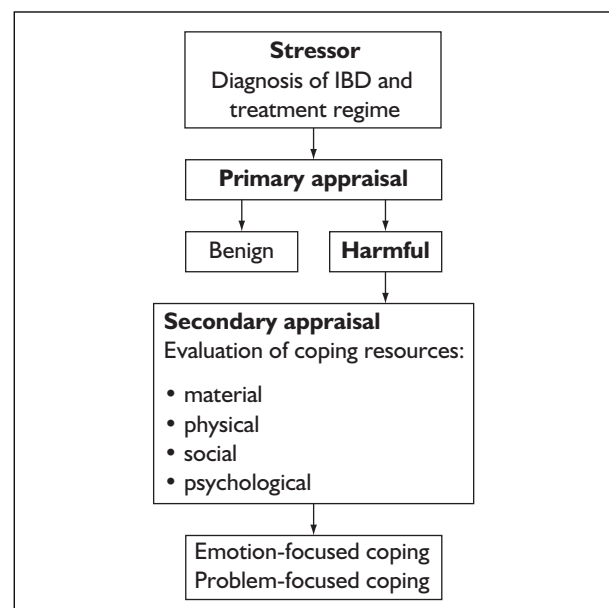 Stressor
Diagnosis of IBD and
treatment regime
Primary appraisal
Benign
Harmful
Secondary appraisal
Evaluation of coping resources:
• material
• physical
• social
• psychological
Emotion-focused coping
Problem-focused coping